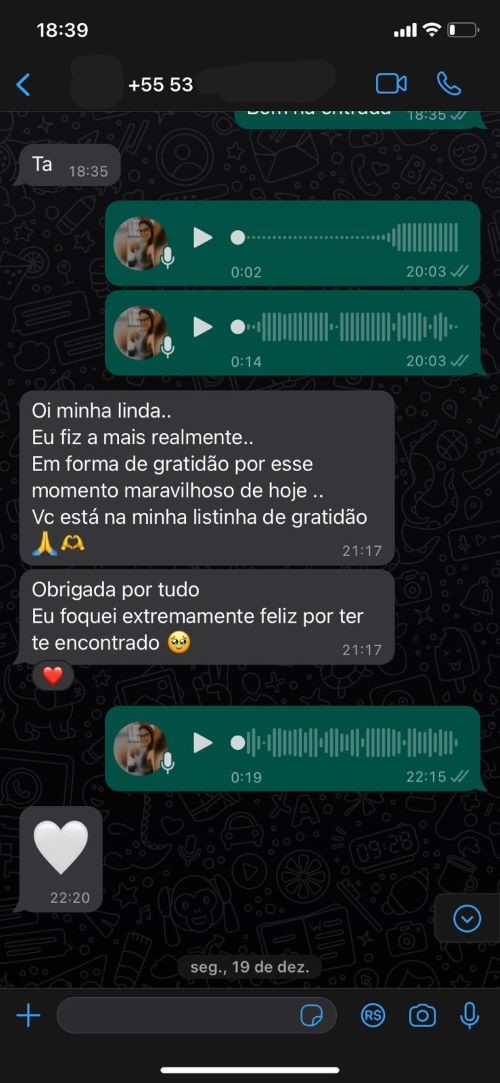 18:39
+55 53
Bem na entrada
18:35
Ta
18:35
0:02
20:03
0:14
20:03
Oi minha linda..
Eu fiz a mais realmente..
Em forma de gratidão por esse
momento maravilhoso de hoje ..
Vc está na minha listinha de gratidão
🙏🫶
21:17
Obrigada por tudo
Eu foquei extremamente feliz por ter
te encontrado 🥹
21:17
❤️
0:19
22:15
🤍
22:20
seg., 19 de dez.
R$